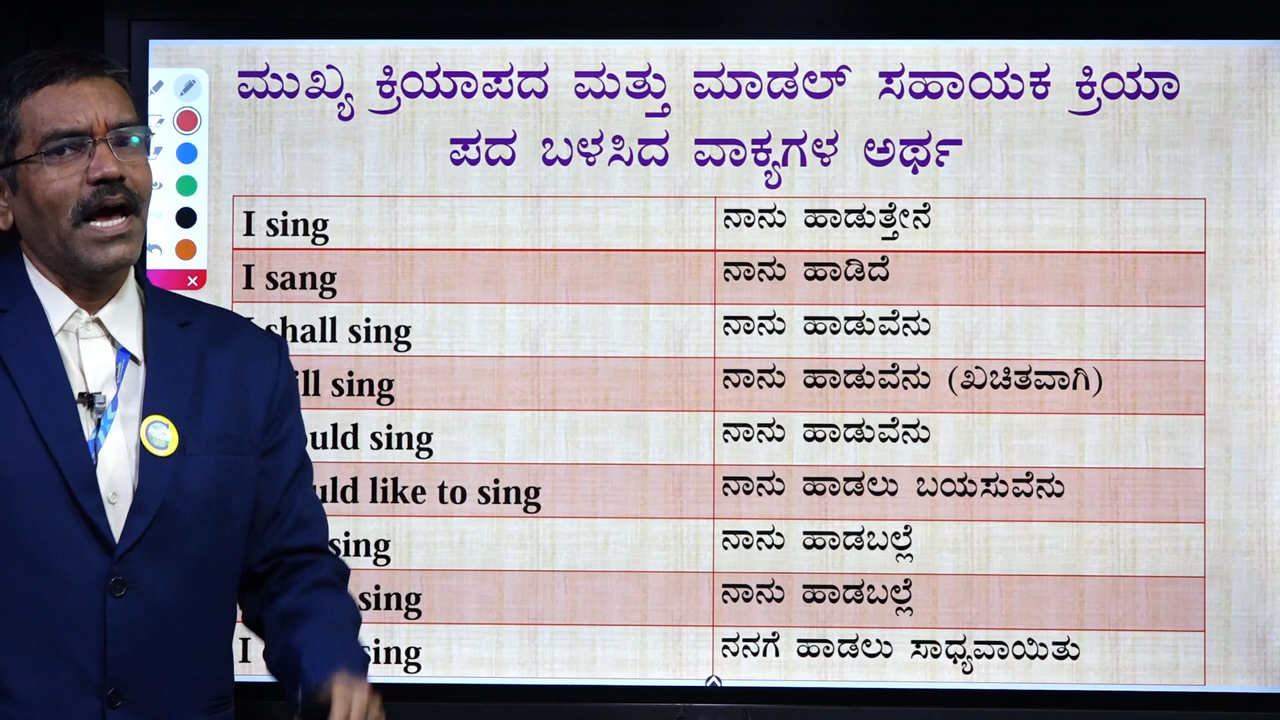 ಮುಖ್ಯ ಕ್ರಿಯಾಪದ ಮತ್ತು ಮಾಡಲ್ ಸಹಾಯಕ ಕ್ರಿಯಾ
ಪದ ಬಳಸಿದ ವಾಕ್ಯಗಳ ಅರ್ಥ
I sing ನಾನು ಹಾಡುತ್ತೇನೆ
I sang ನಾನು ಹಾಡಿದೆ
shall sing ನಾನು ಹಾಡುವೆನು
sing ನಾನು ಹಾಡುವೆನು (ಖಚಿತವಾಗಿ)
sing ನಾನು ಹಾಡುವೆನು
like to sing ನಾನು ಹಾಡಲು ಬಯಸುವೆನು
sing ನಾನು ಹಾಡಬಲ್ಲೆ
sing ನಾನು ಹಾಡಬಲ್ಲೆ
I sing ನನಗೆ ಹಾಡಲು ಸಾಧ್ಯವಾಯಿತು